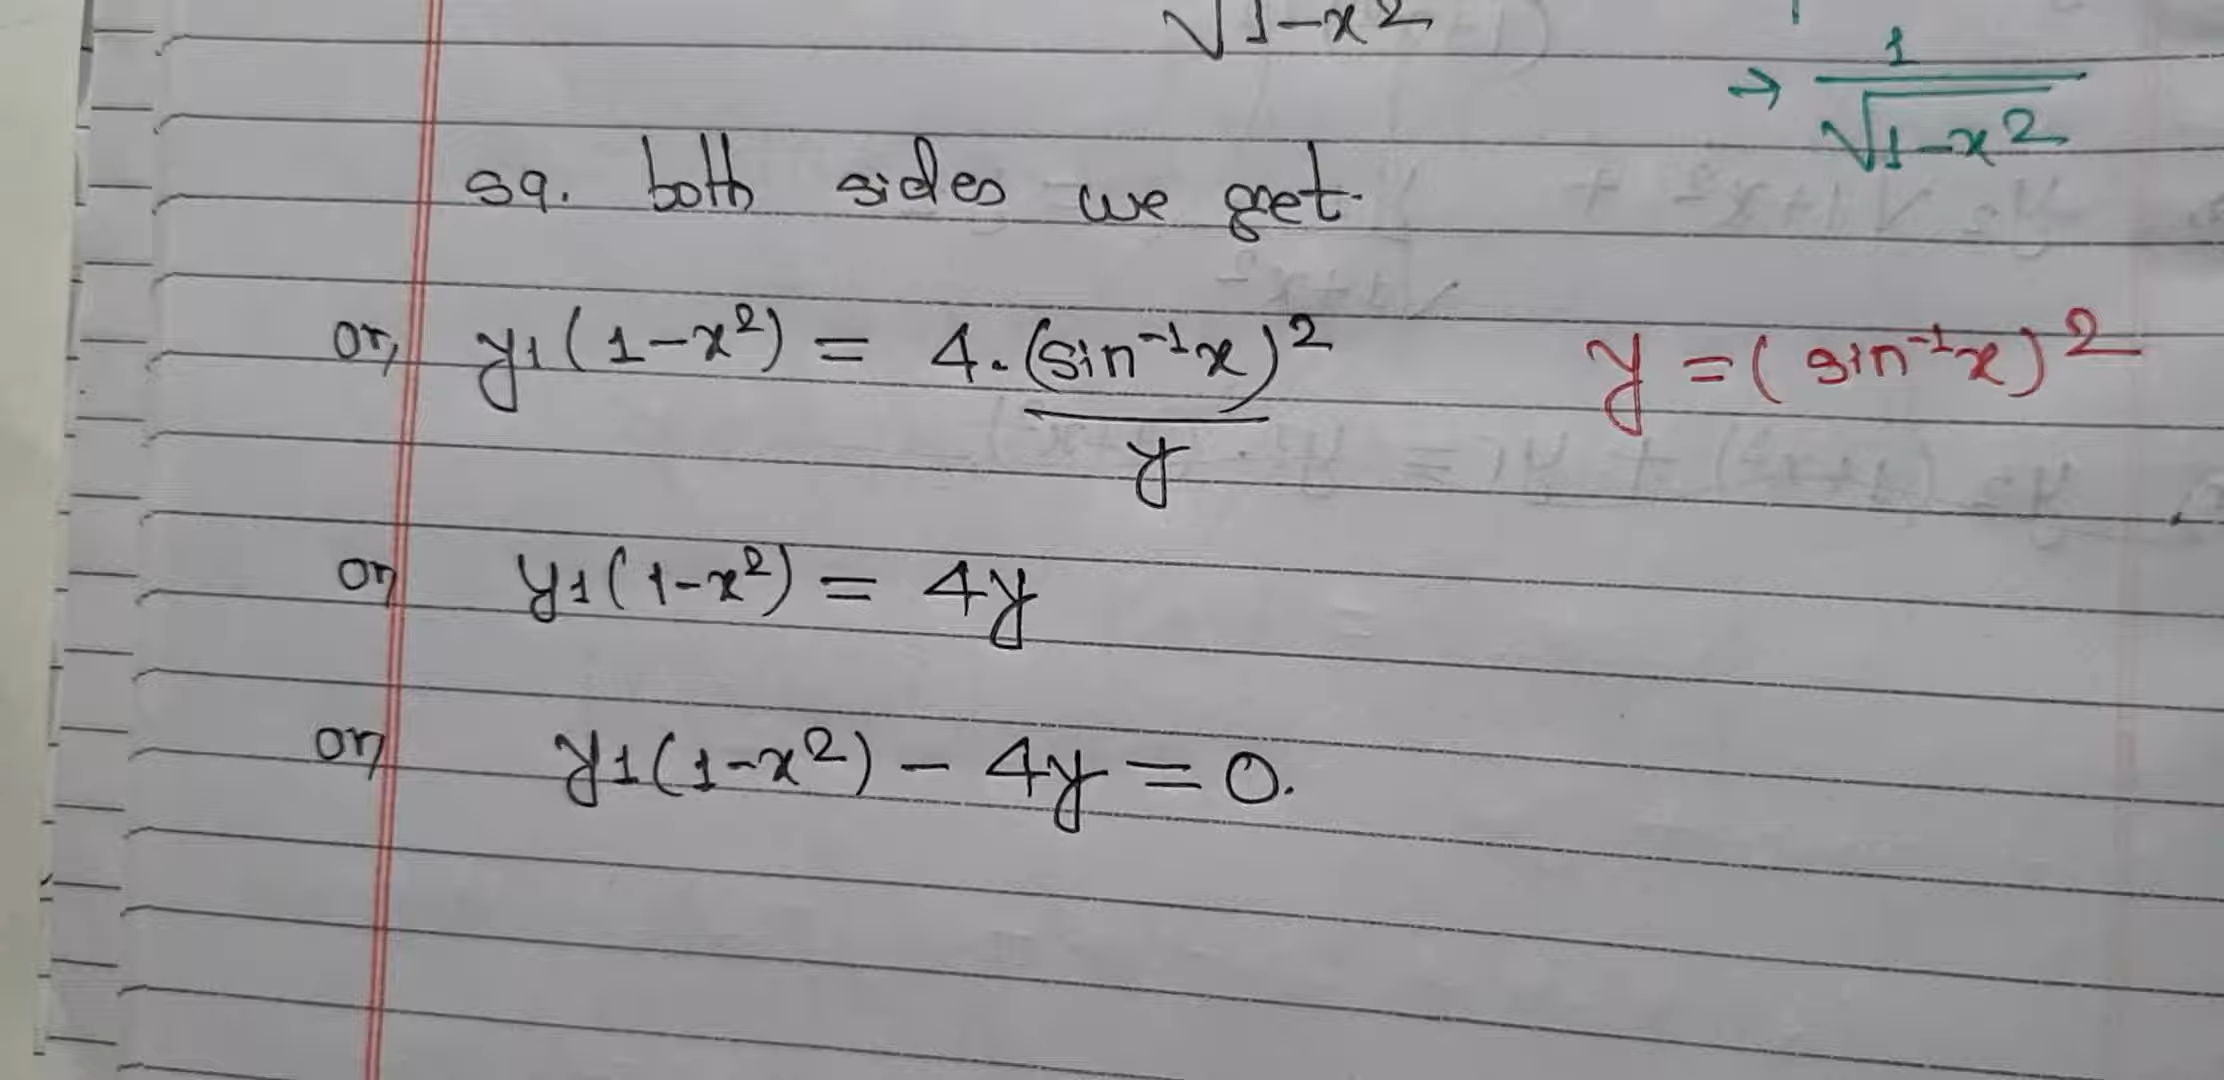 √1-x²
→ 1/√1-x²
sq. both sides we get.
or, y₁(1-x²) = 4.(sin⁻¹x)² y = (sin⁻¹x)²
y
or y₁(1-x²) = 4y
or y₁(1-x²) - 4y = 0.